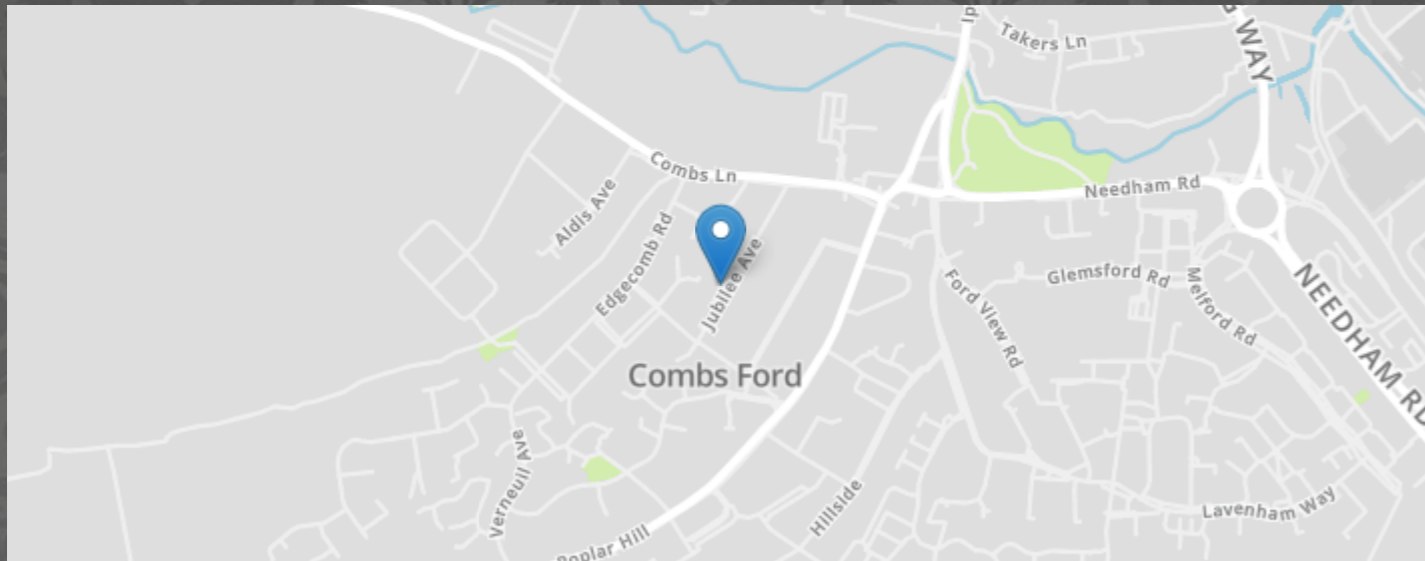 Takers Ln
WAY
Combs Ln
Needham Rd
Aldis Ave
Edgecomb Rd
Jubilee Ave
Ford View Rd
Glemsford Rd
Melford Rd
NEEDHAM RD
Combs Ford
Verneuil Ave
Hillside
Lavenham Way
Poplar Hill